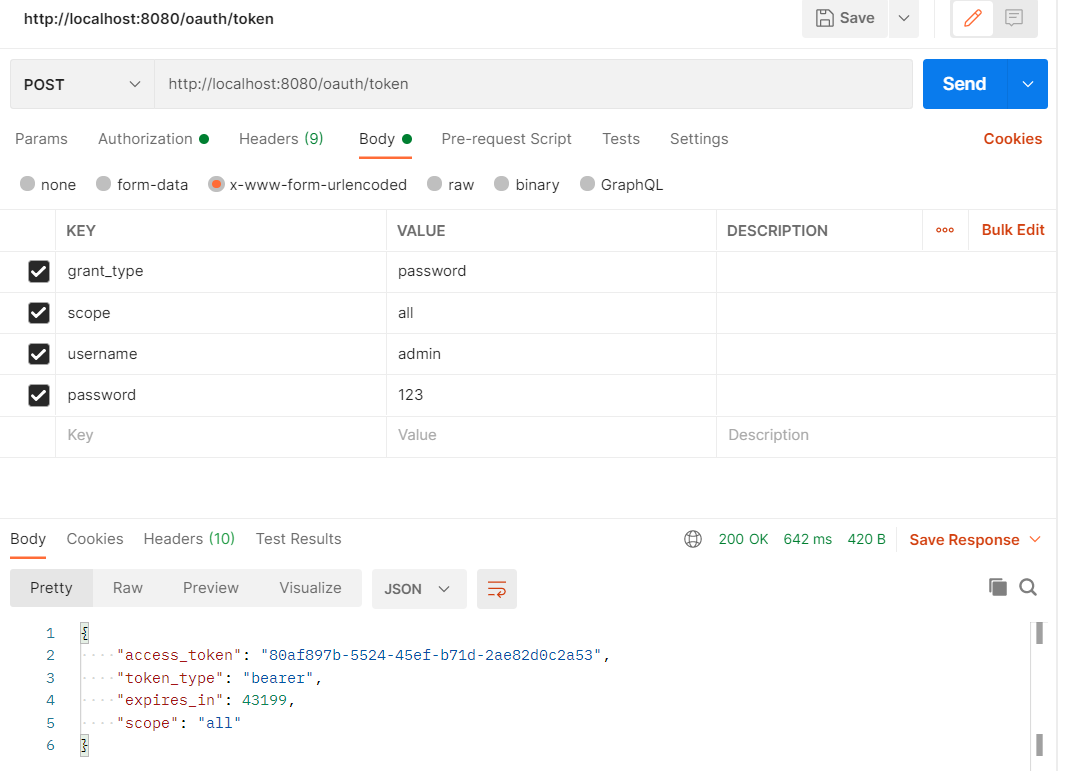 http://localhost:8080/oauth/token Save
POST http://localhost:8080/oauth/token Send
Params Authorization Headers (9) Body Pre-request Script Tests Settings Cookies
none form-data x-www-form-urlencoded raw binary GraphQL
KEY VALUE DESCRIPTION Bulk Edit
grant_type password
scope all
username admin
password 123
Key Value Description
Body Cookies Headers (10) Test Results 200 OK 642 ms 420 B Save Response
Pretty Raw Preview Visualize JSON
1 {
2 "access_token": "80af897b-5524-45ef-b71d-2ae82d0c2a53",
3 "token_type": "bearer",
4 "expires_in": 43199,
5 "scope": "all"
6 }